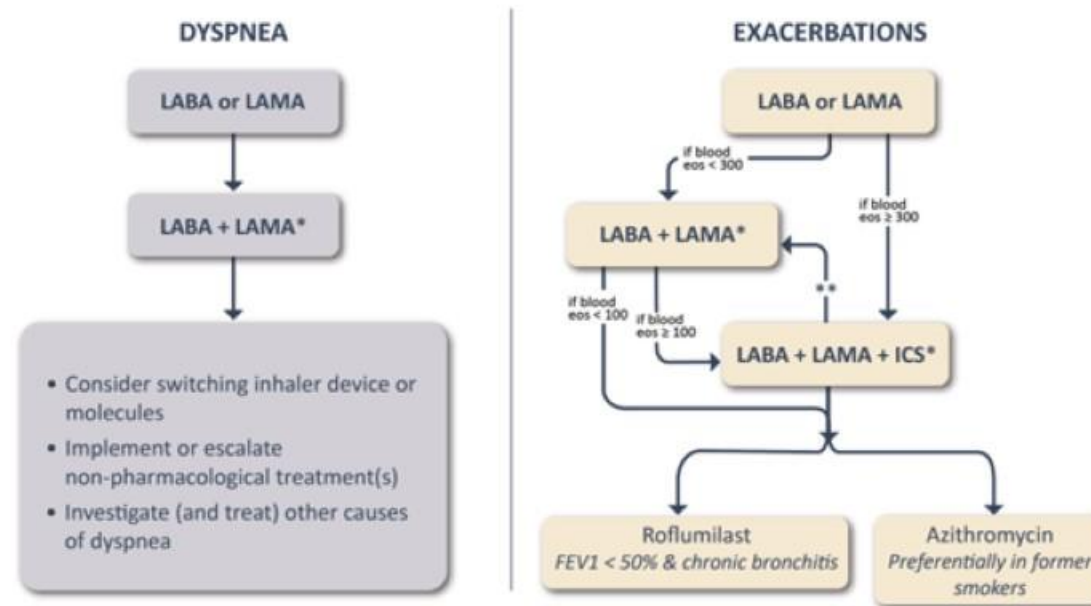 DYSPNEA
LABA or LAMA
LABA + LAMA*
• Consider switching inhaler device or
molecules
• Implement or escalate
non-pharmacological treatment(s)
• Investigate (and treat) other causes
of dyspnea
EXACERBATIONS
LABA or LAMA
if blood
eos < 300
if blood
eos ≥ 300
LABA + LAMA*
if blood
eos < 100
if blood
eos ≥ 100
**
LABA + LAMA + ICS*
Roflumilast
FEV1 < 50% & chronic bronchitis
Azithromycin
Preferentially in former
smokers